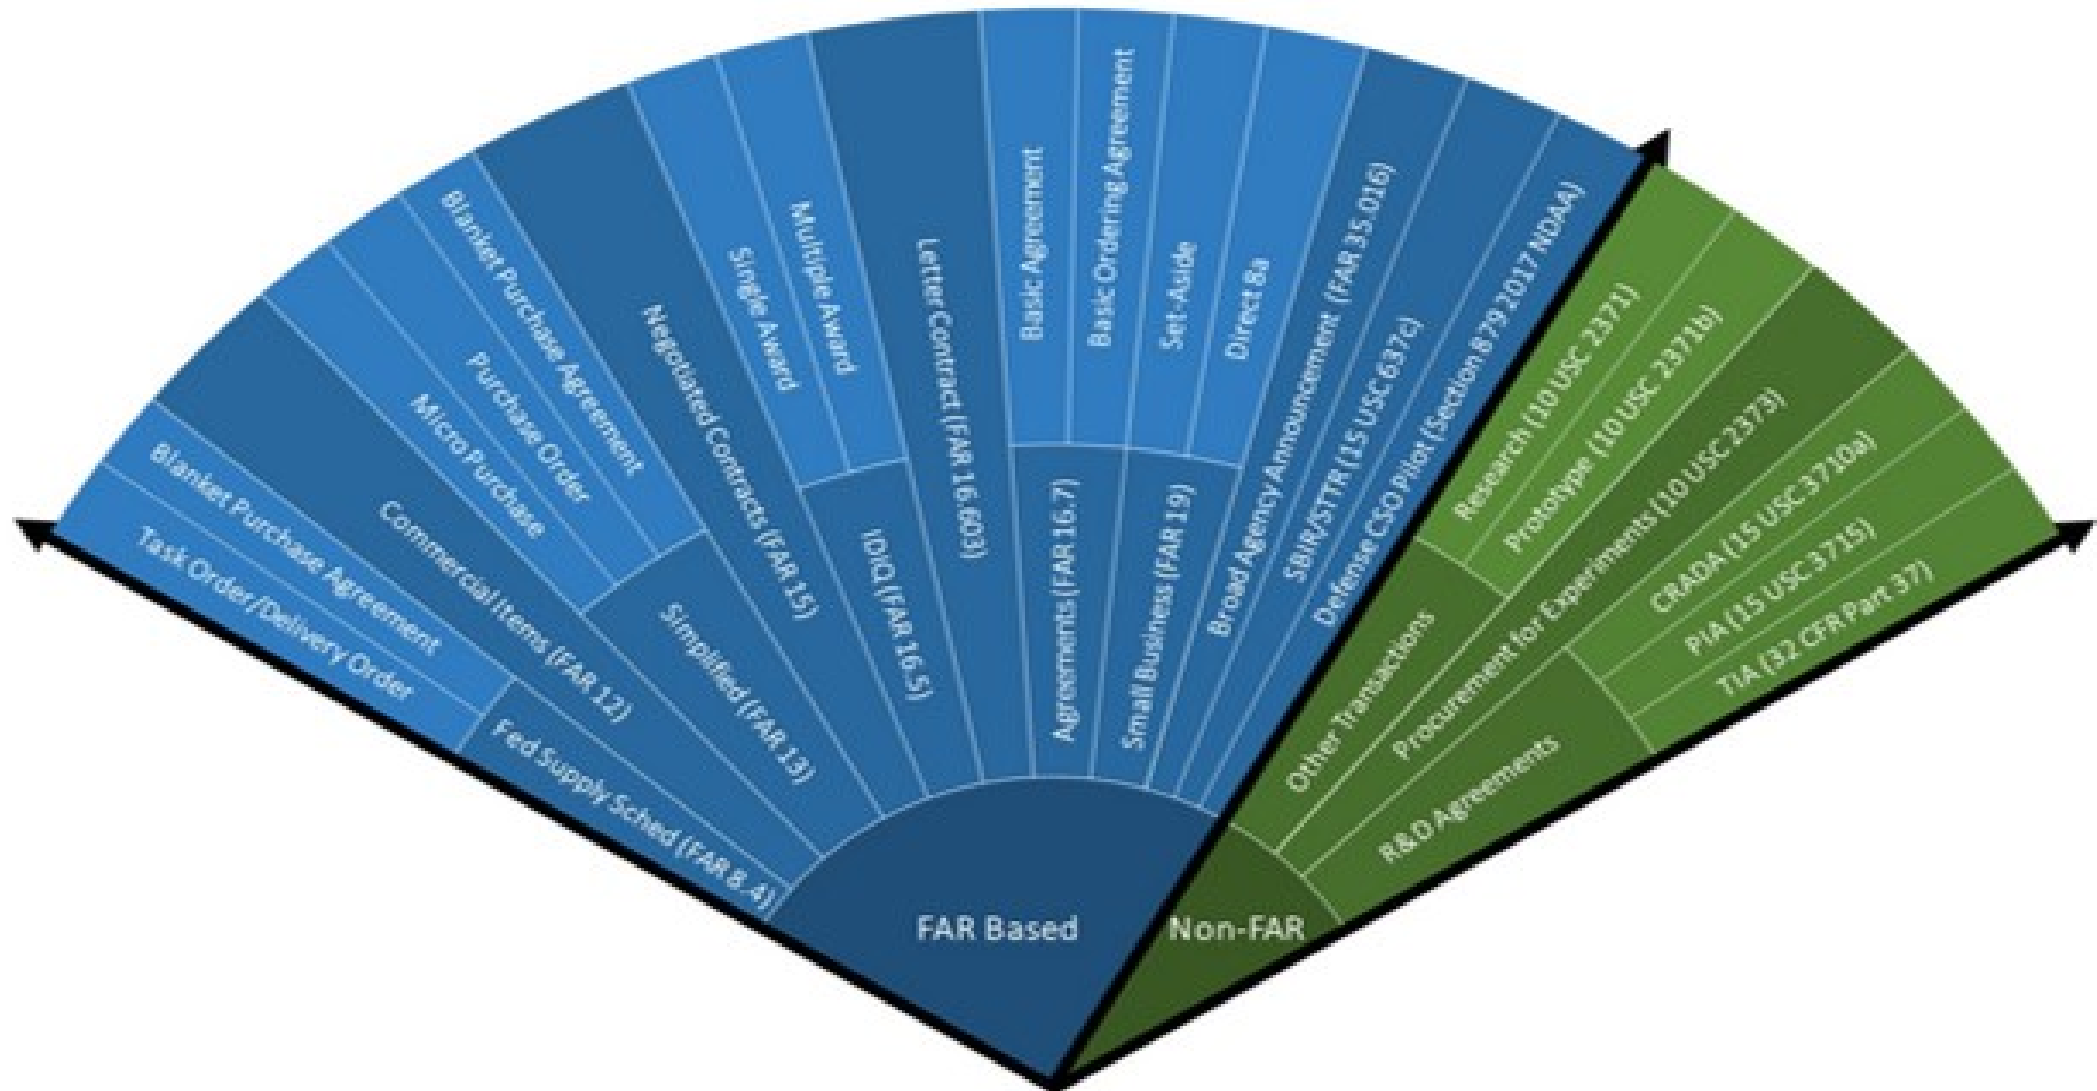 Task Order/Delivery Order
Blanket Purchase Agreement
Fed Supply Sched (FAR 8.4)
Commercial Items (FAR 12)
Micro Purchase
Purchase Order
Blanket Purchase Agreement
Simplified (FAR 13)
Negotiated Contracts (FAR 15)
Single Award
Multiple Award
IDIQ (FAR 16.5)
Letter Contract (FAR 16.603)
Basic Agreement
Basic Ordering Agreement
Agreements (FAR 16.7)
Set-Aside
Direct 8a
Small Business (FAR 19)
Broad Agency Announcement (FAR 35.016)
SBIR/STTR (15 USC 637c)
Defense CSO Pilot (Section 879 2017 NDAA)
Research (10 USC 2371)
Prototype (10 USC 2371b)
Other Transactions
Procurement for Experiments (10 USC 2373)
CRADA (15 USC 3710a)
PIA (15 USC 3715)
TIA (32 CFR Part 37)
R&D Agreements
FAR Based
Non-FAR